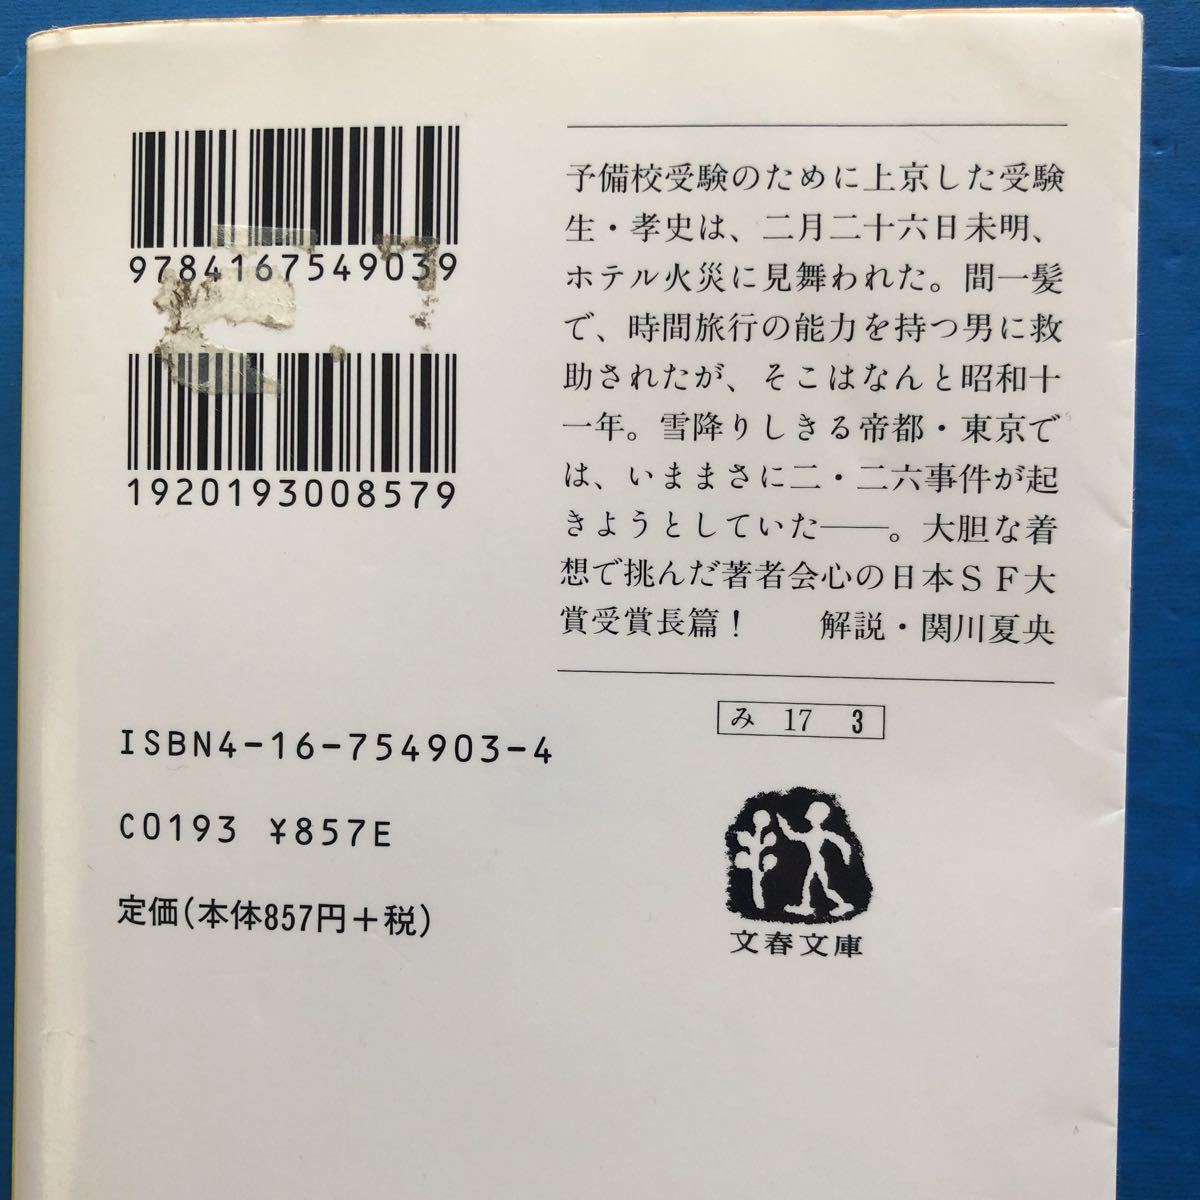 9784167549039
1920193008579
ISBN4-16-754903-4
C0193 ¥857E
定価(本体857円+税)
予備校受験のために上京した受験
生・孝史は、二月二十六日未明、
ホテル火災に見舞われた。間一髪
で、時間旅行の能力を持つ男に救
助されたが、そこはなんと昭和十
一年。雪降りしきる帝都・東京で
は、いままさに二・二六事件が起
きようとしていた――。大胆な着
想で挑んだ著者会心の日本SF大
賞受賞長篇! 解説・関川夏央
み 17 3
文春文庫